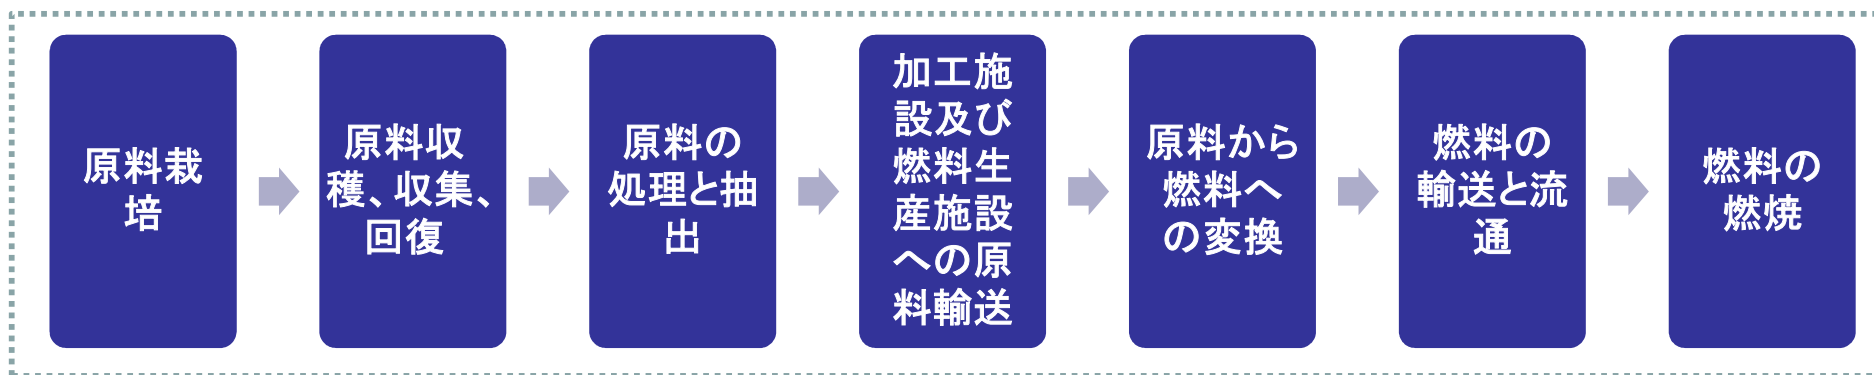 原料栽
培
原料収
穫、収集、
回復
原料の
処理と抽
出
加工施
設及び
燃料生
産施設
への原
料輸送
原料から
燃料へ
の変換
燃料の
輸送と流
通
燃料の
燃焼